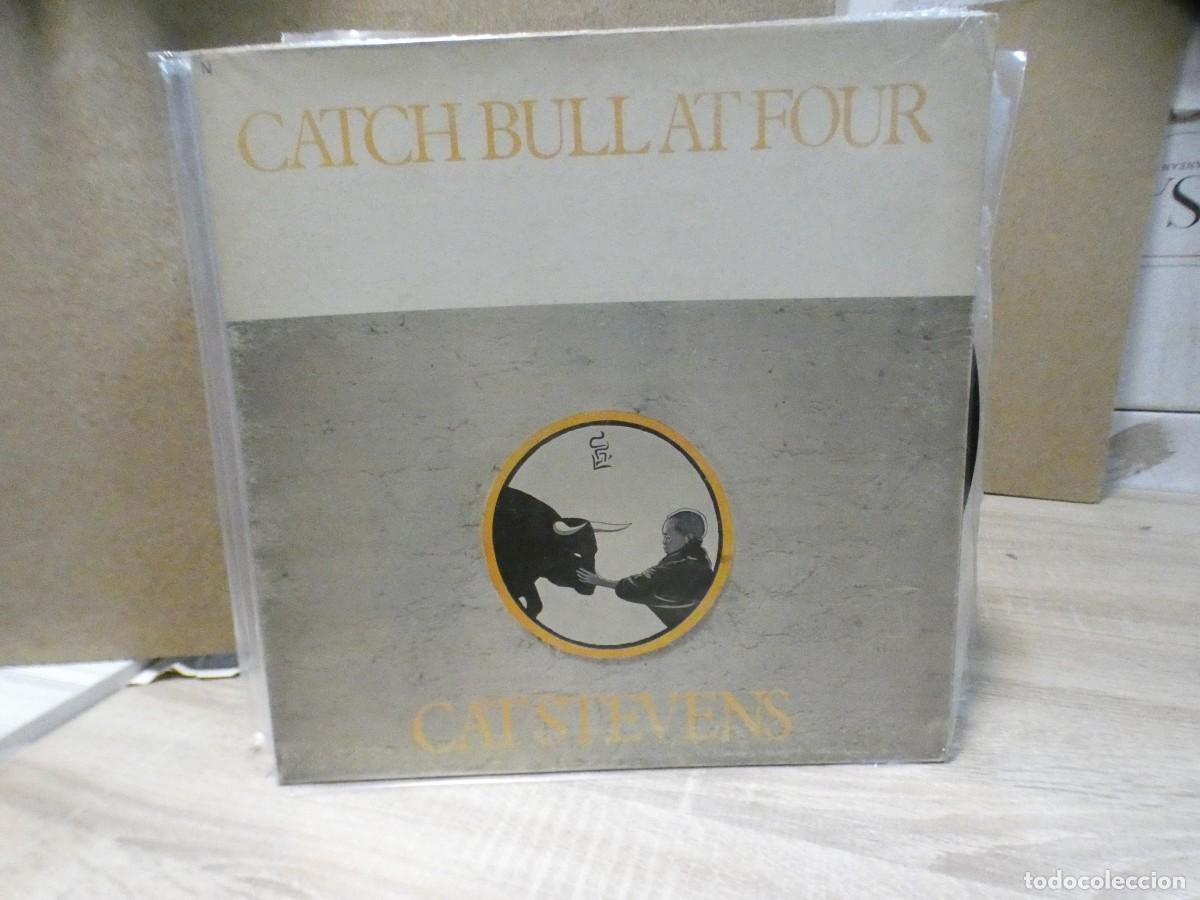 N
CATCH BULL AT FOUR
CAT STEVENS
S
todocoleccion